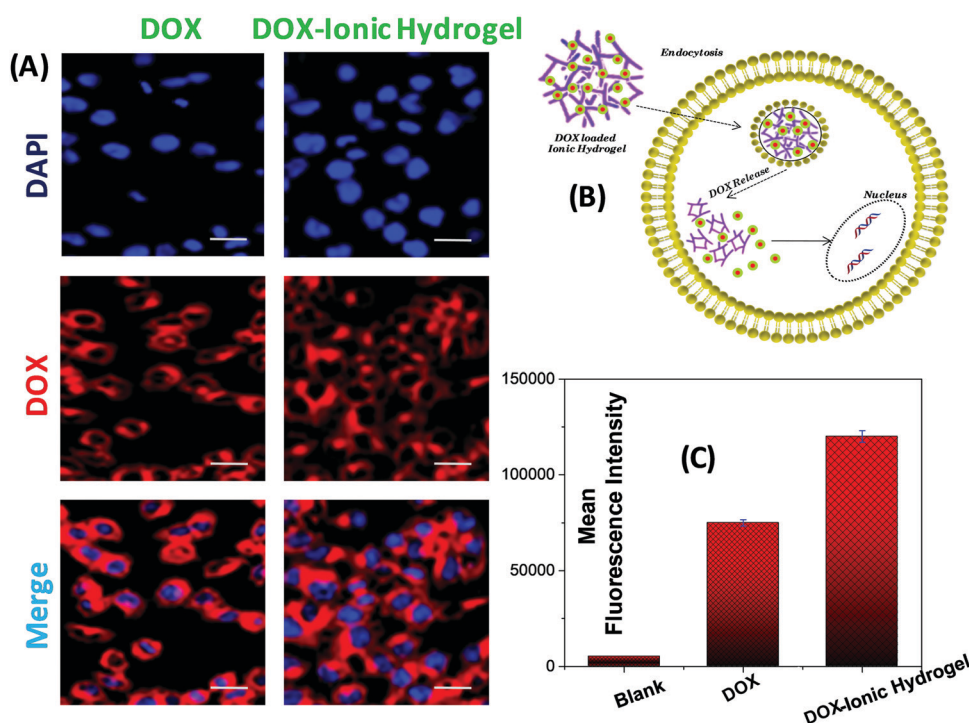 DOX
DOX-Ionic Hydrogel
(A)
DAPI
DOX
Merge
Endocytosis
DOX loaded
Ionic Hydrogel
DOX Release
(B)
Nucleus
150000
100000
50000
0
Mean
Fluorescence Intensity
(C)
Blank
DOX
DOX-Ionic Hydrogel